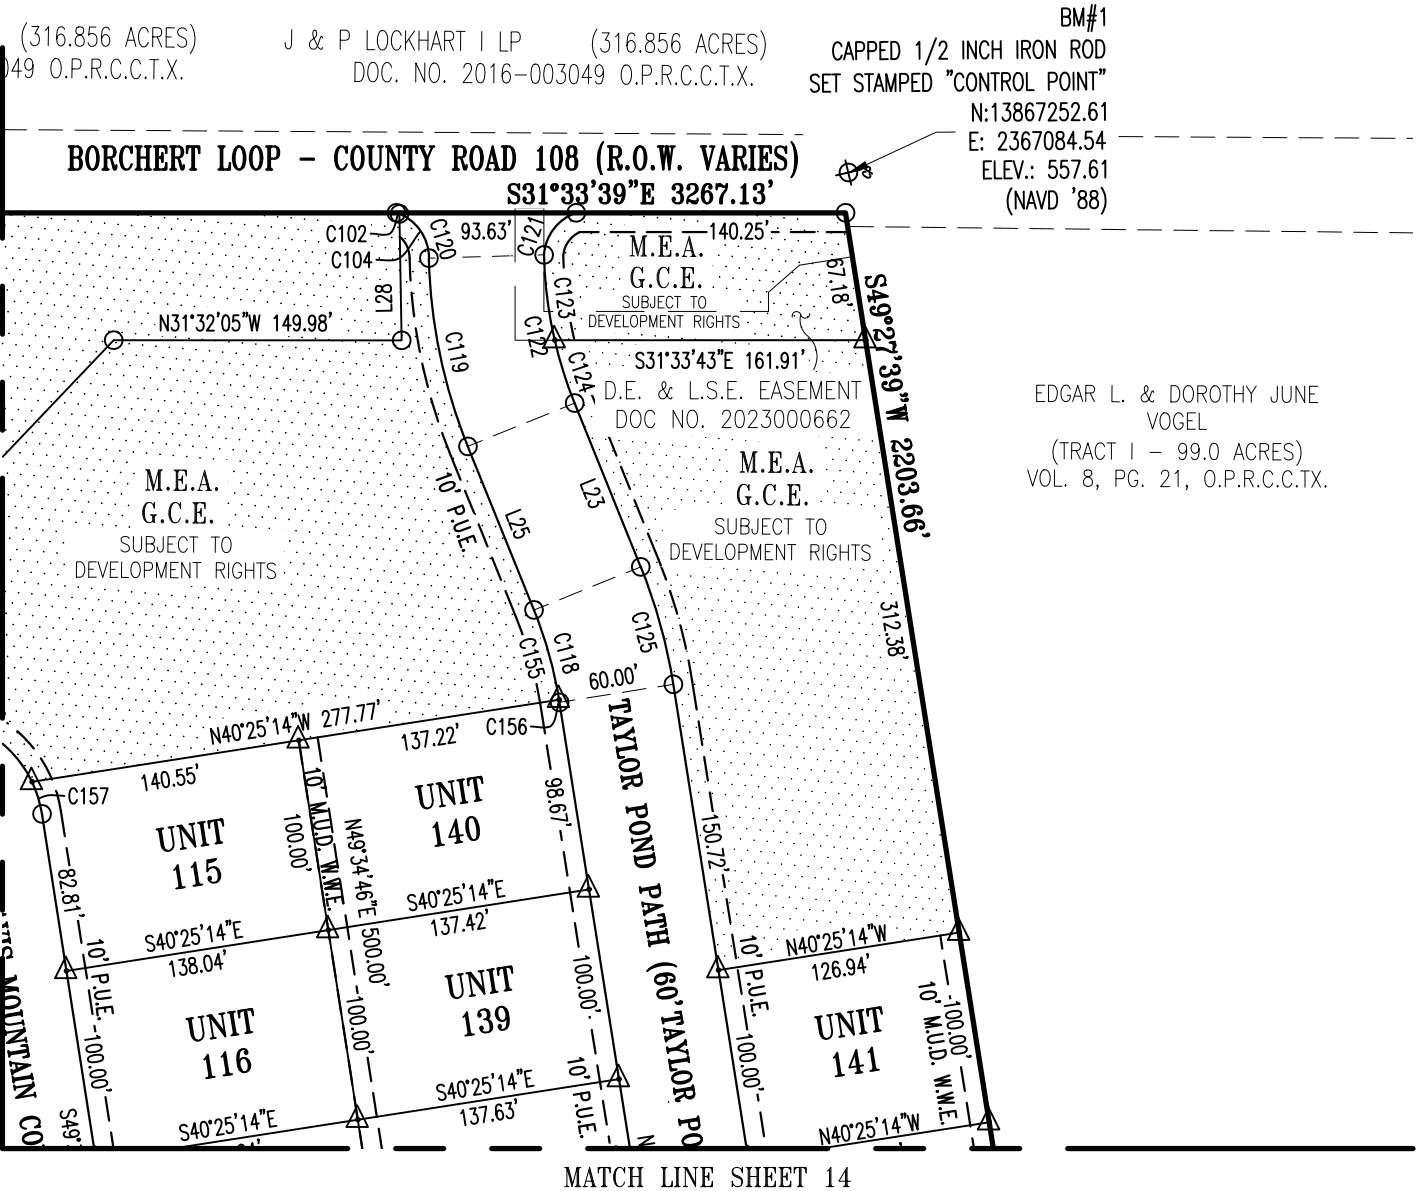 (316.856 ACRES)
049 O.P.R.C.C.T.X.
J & P LOCKHART I LP (316.856 ACRES)
DOC. NO. 2016-003049 O.P.R.C.C.T.X.
BM#1
CAPPED 1/2 INCH IRON ROD
SET STAMPED "CONTROL POINT"
N:13867252.61
E: 2367084.54
ELEV.: 557.61
(NAVD '88)
BORCHERT LOOP - COUNTY ROAD 108 (R.O.W. VARIES)
S31°33'39"E 3267.13'
C102
C104
C120
93.63'
C121
140.25'
M.E.A.
G.C.E.
SUBJECT TO
DEVELOPMENT RIGHTS
67.18'
S49°27'39"W 2203.66'
L28
N31°32'05"W 149.98'
C119
C123
C122
C124
S31°33'43"E 161.91'
D.E. & L.S.E. EASEMENT
DOC NO. 2023000662
EDGAR L. & DOROTHY JUNE
VOGEL
(TRACT I - 99.0 ACRES)
VOL. 8, PG. 21, O.P.R.C.C.TX.
M.E.A.
G.C.E.
SUBJECT TO
DEVELOPMENT RIGHTS
10' P.U.E.
L25
L23
M.E.A.
G.C.E.
SUBJECT TO
DEVELOPMENT RIGHTS
312.38'
C155
C118
C125
60.00'
N40°25'14"W 277.77'
C156
140.55'
137.22'
C157
UNIT
115
10' M.U.D. W.W.E.
100.00'
N49°34'46"E 500.00'
UNIT
140
98.67'
TAYLOR POND PATH (60'TAYLOR PO
150.72'
82.81'
S40°25'14"E
138.04'
S40°25'14"E
137.42'
N40°25'14"W
126.94'
10' P.U.E.
100.00'
UNIT
116
100.00'
UNIT
139
100.00'
10' P.U.E.
10' P.U.E.
100.00'
UNIT
141
10' M.U.D. W.W.E.
100.00'
MOUNTAIN CO
S49°
S40°25'14"E
S40°25'14"E
137.63'
N
N40°25'14"W
MATCH LINE SHEET 14